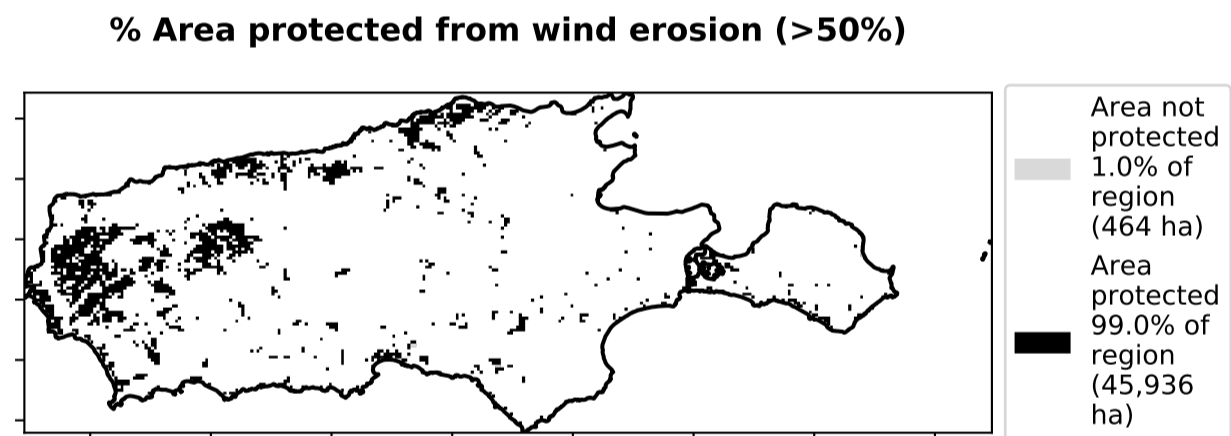 % Area protected from wind erosion (>50%)
Area not
protected
1.0% of
region
(464 ha)
Area
protected
99.0% of
region
(45,936
ha)